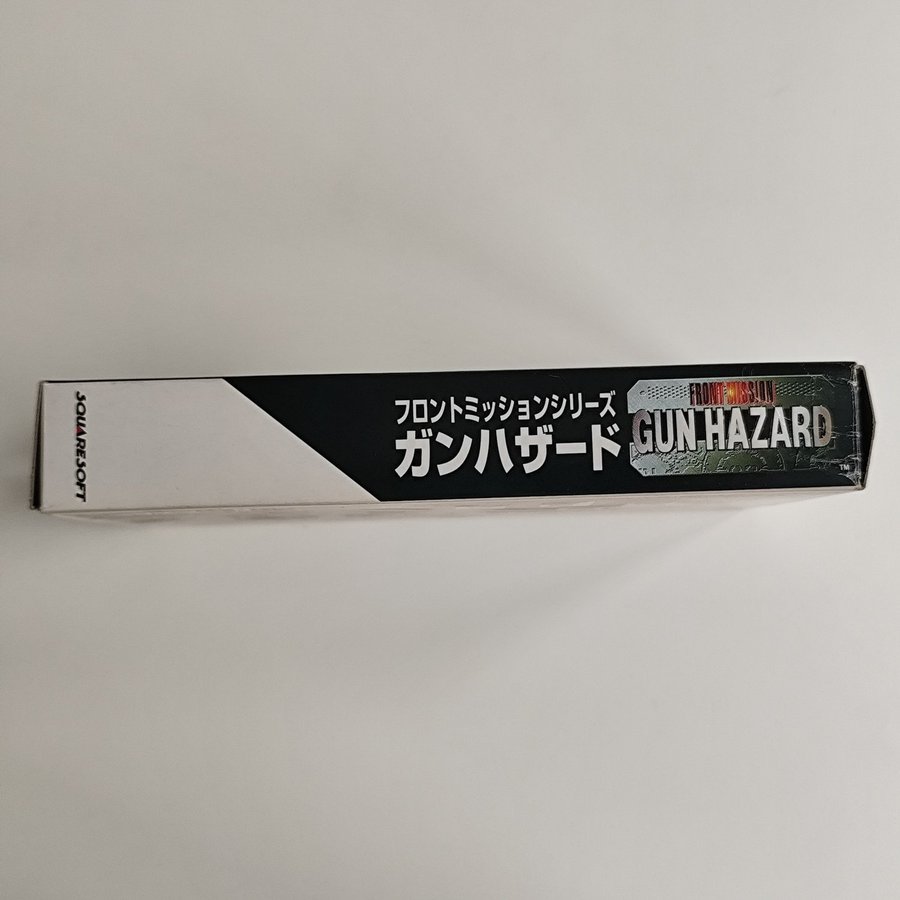 SQUARESOFT
フロントミッションシリーズ
ガンハザード
FRONT MISSION
GUN HAZARD
TM